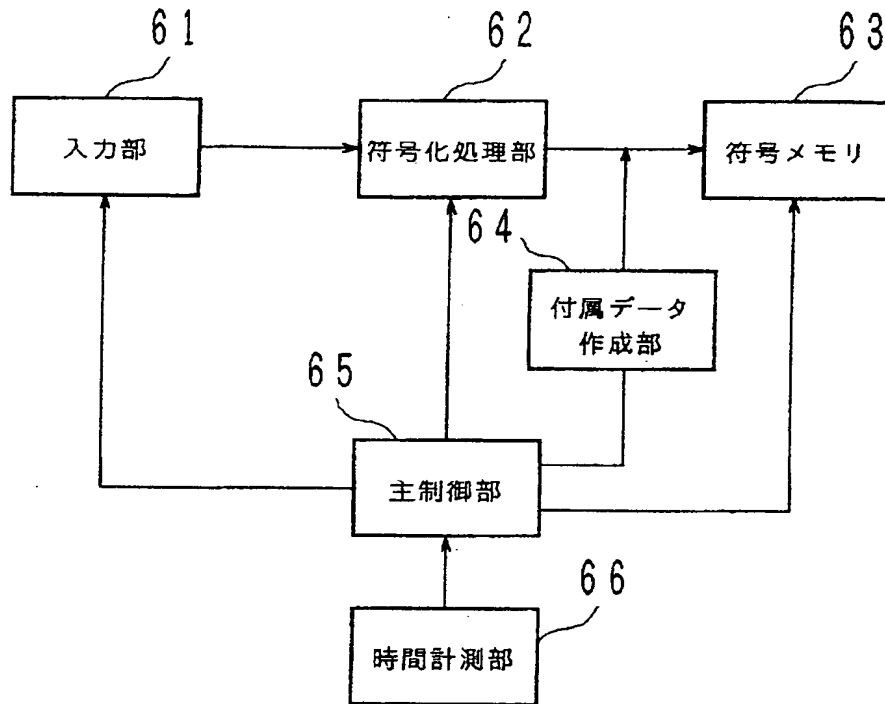 61
62
63
入力部
符号化処理部
符号メモリ
64
付属データ
作成部
65
主制御部
66
時間計測部